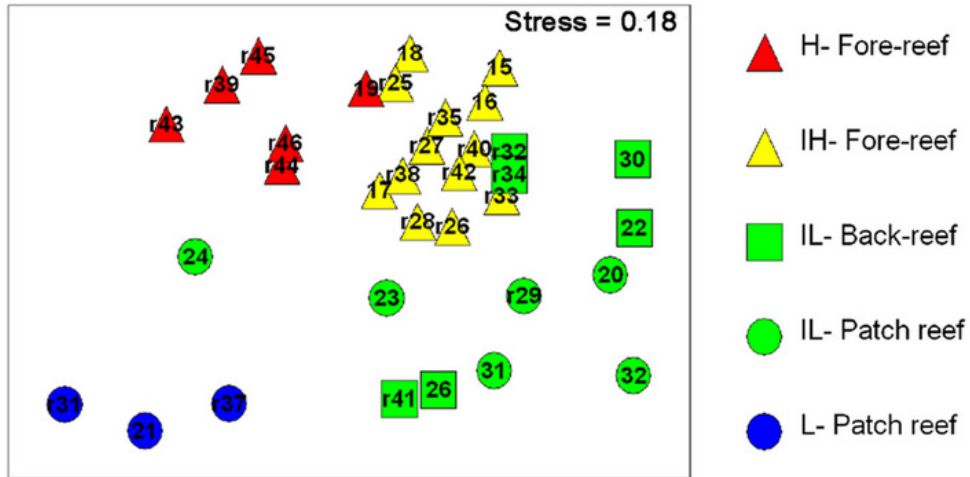 Stress = 0.18
r45
18
15
r39
19
r25
16
r43
r35
r46
r27
r40
r32
30
r44
r38
r42
r34
17
r33
r28
r26
22
24
20
23
r29
31
32
r41
26
r31
r37
21
H- Fore-reef
IH- Fore-reef
IL- Back-reef
IL- Patch reef
L- Patch reef